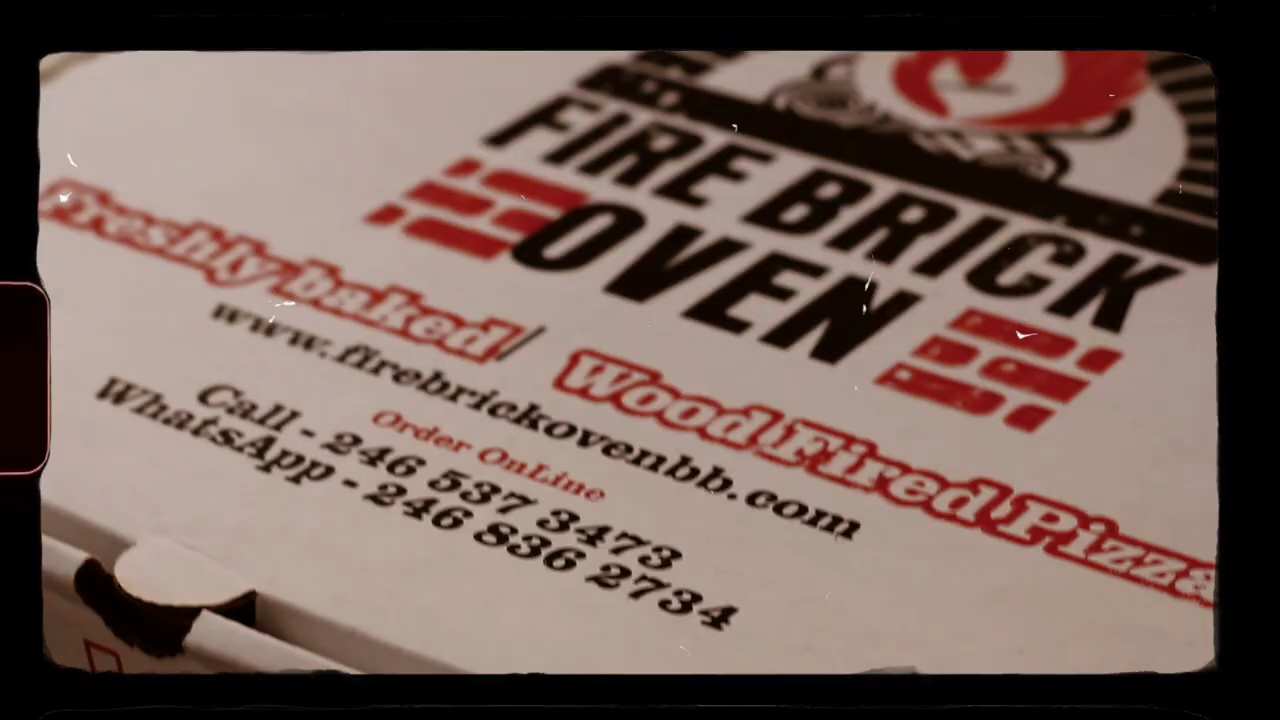 FIRE BRICK
OVEN
Freshly baked/ Wood Fired Pizza
www.firebrickovenbb.com
Order OnLine
Call - 246 537 3473
WhatsApp - 246 836 2734